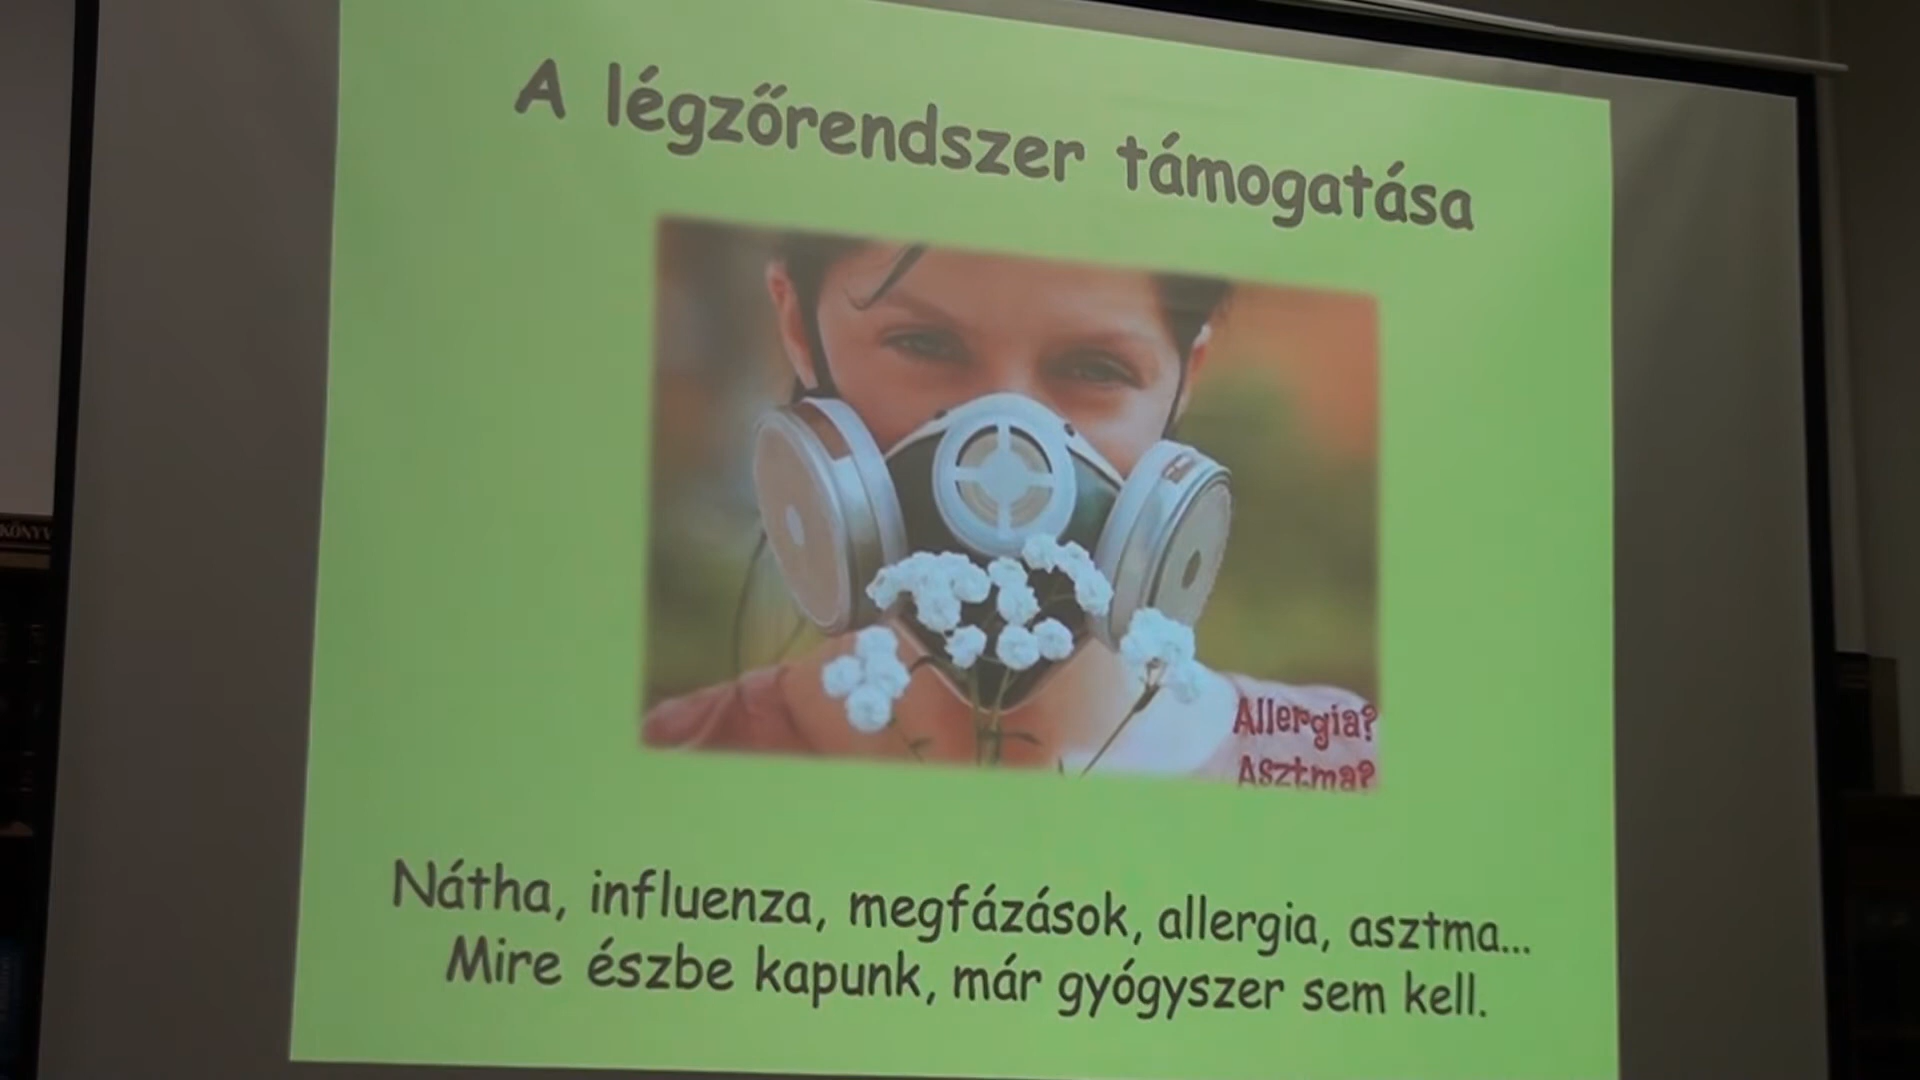 A légzőrendszer támogatása
Allergia?
Asztma?
Nátha, influenza, megfázások, allergia, asztma...
Mire észbe kapunk, már gyógyszer sem kell.